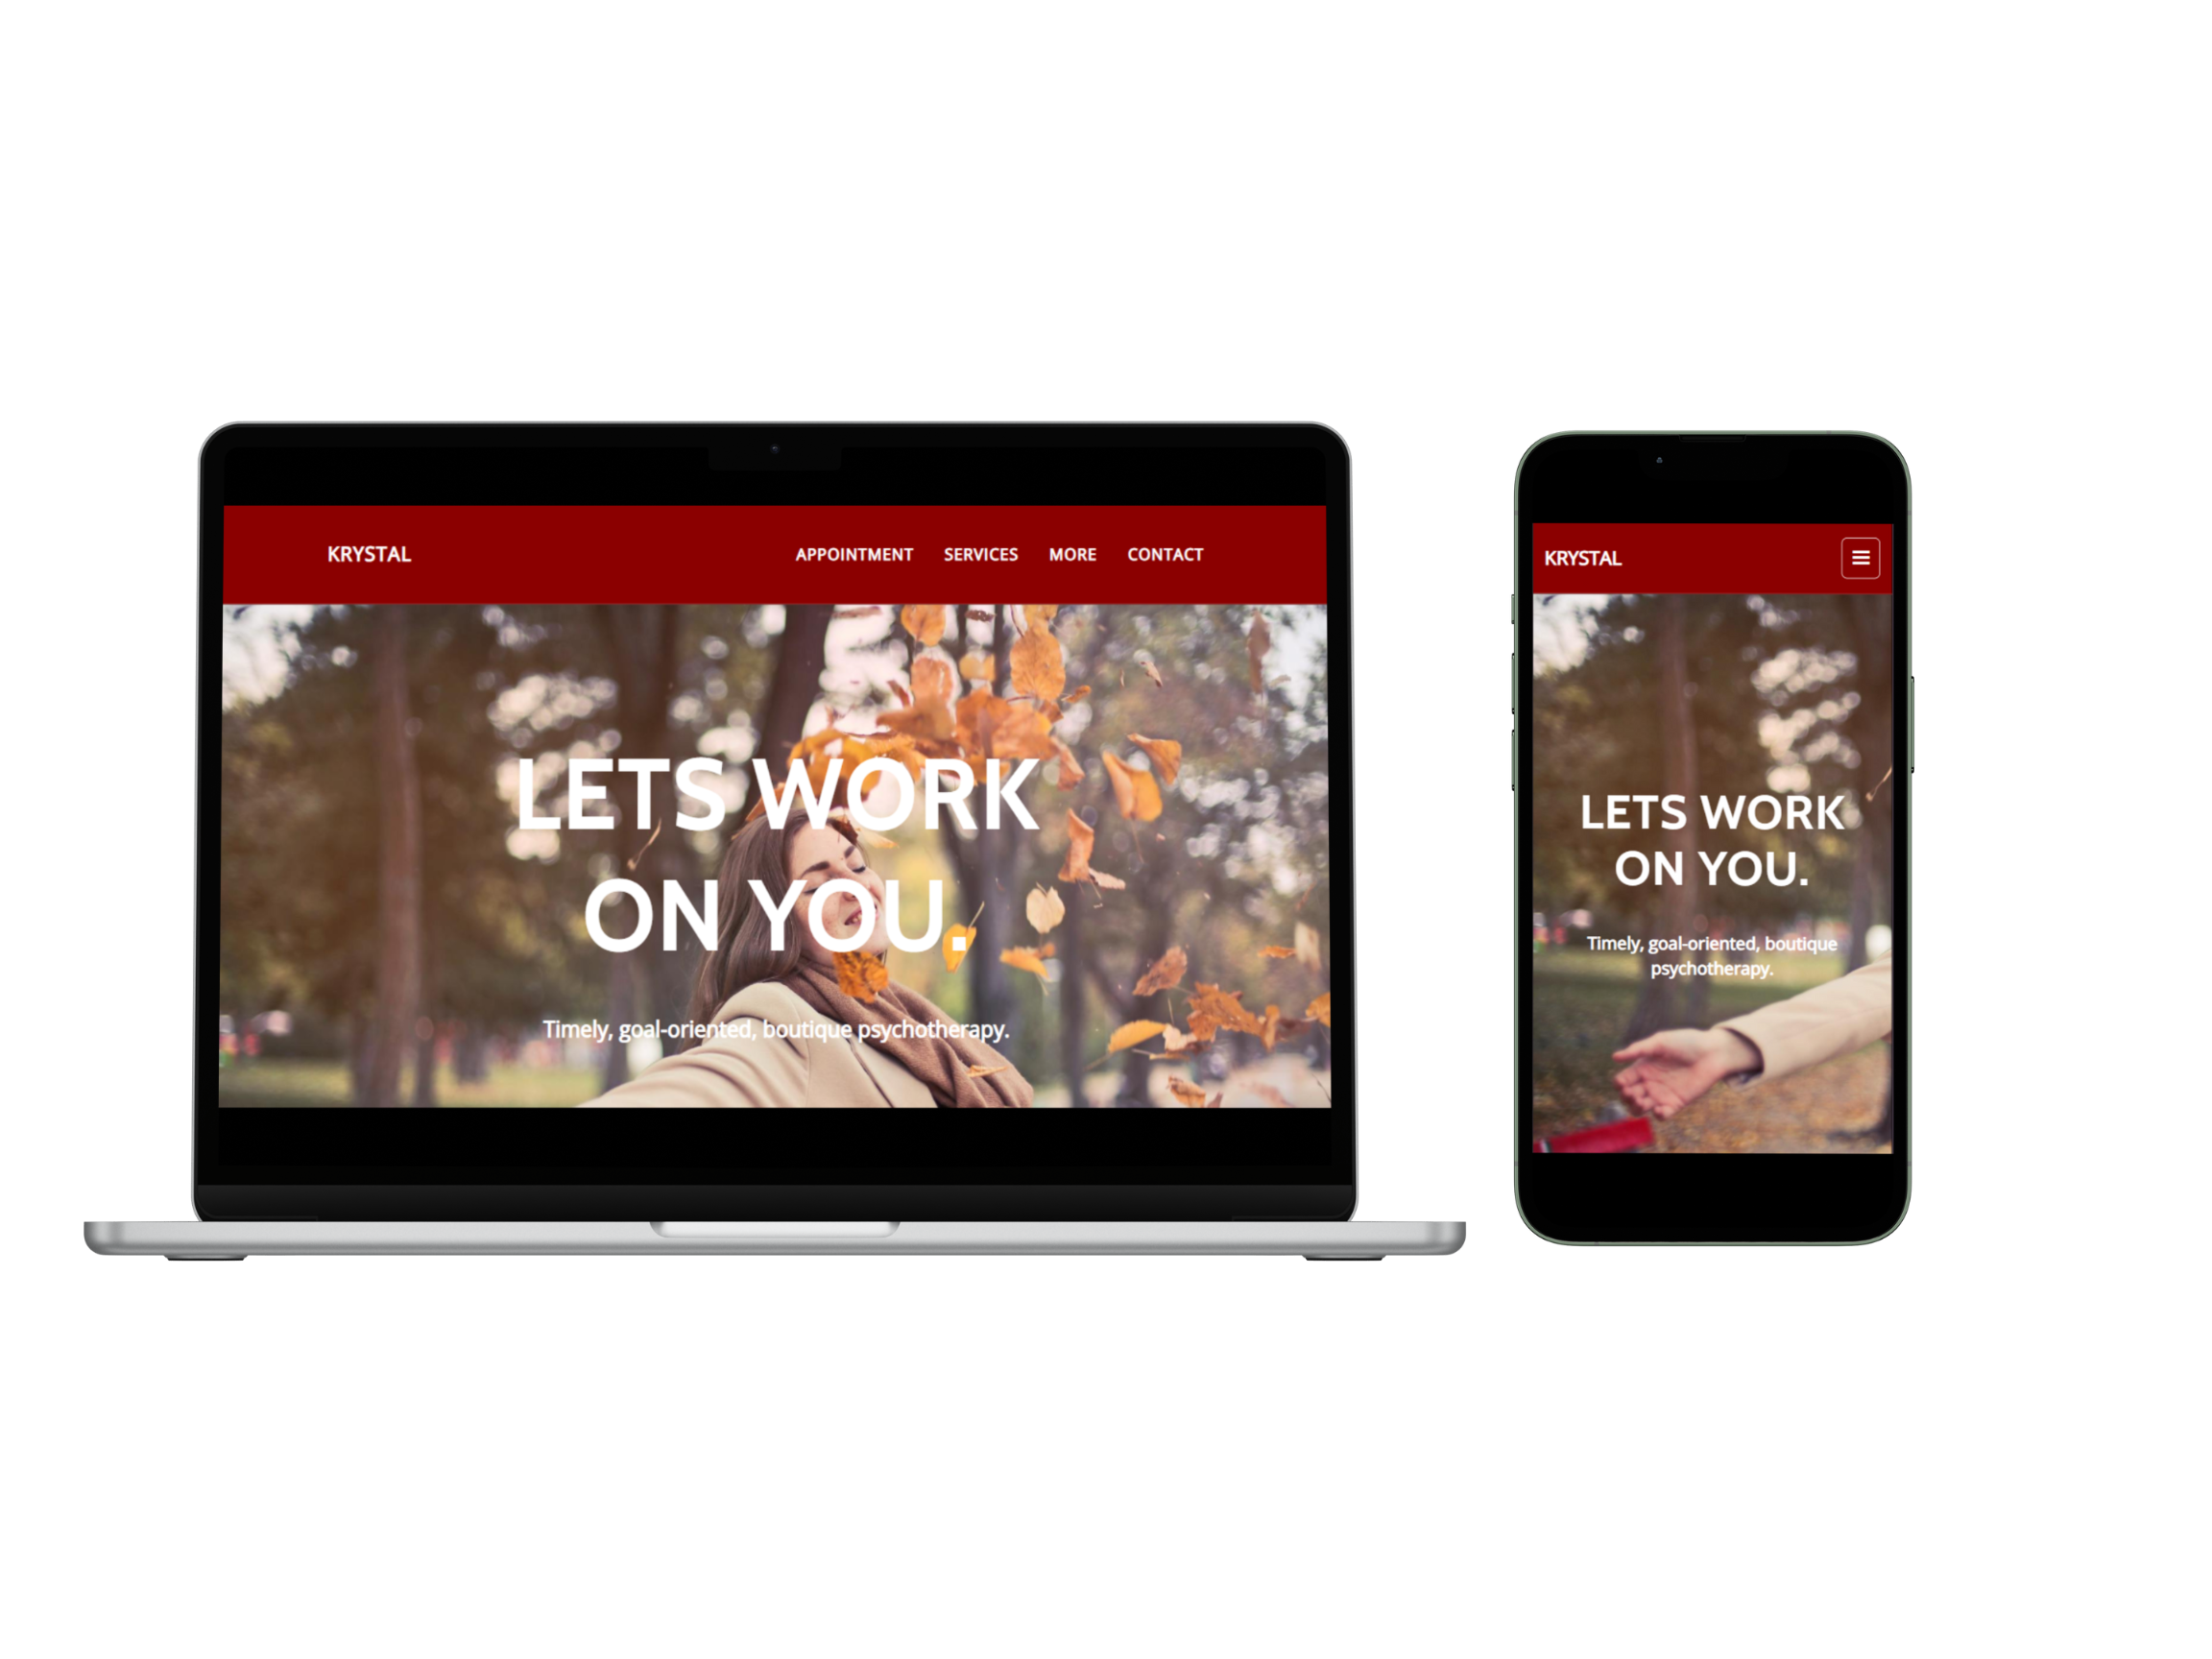 KRYSTAL
APPOINTMENT SERVICES MORE CONTACT
LETS WORK
ON YOU.
Timely, goal-oriented, boutique psychotherapy.
KRYSTAL
LETS WORK
ON YOU.
Timely, goal-oriented, boutique
psychotherapy.